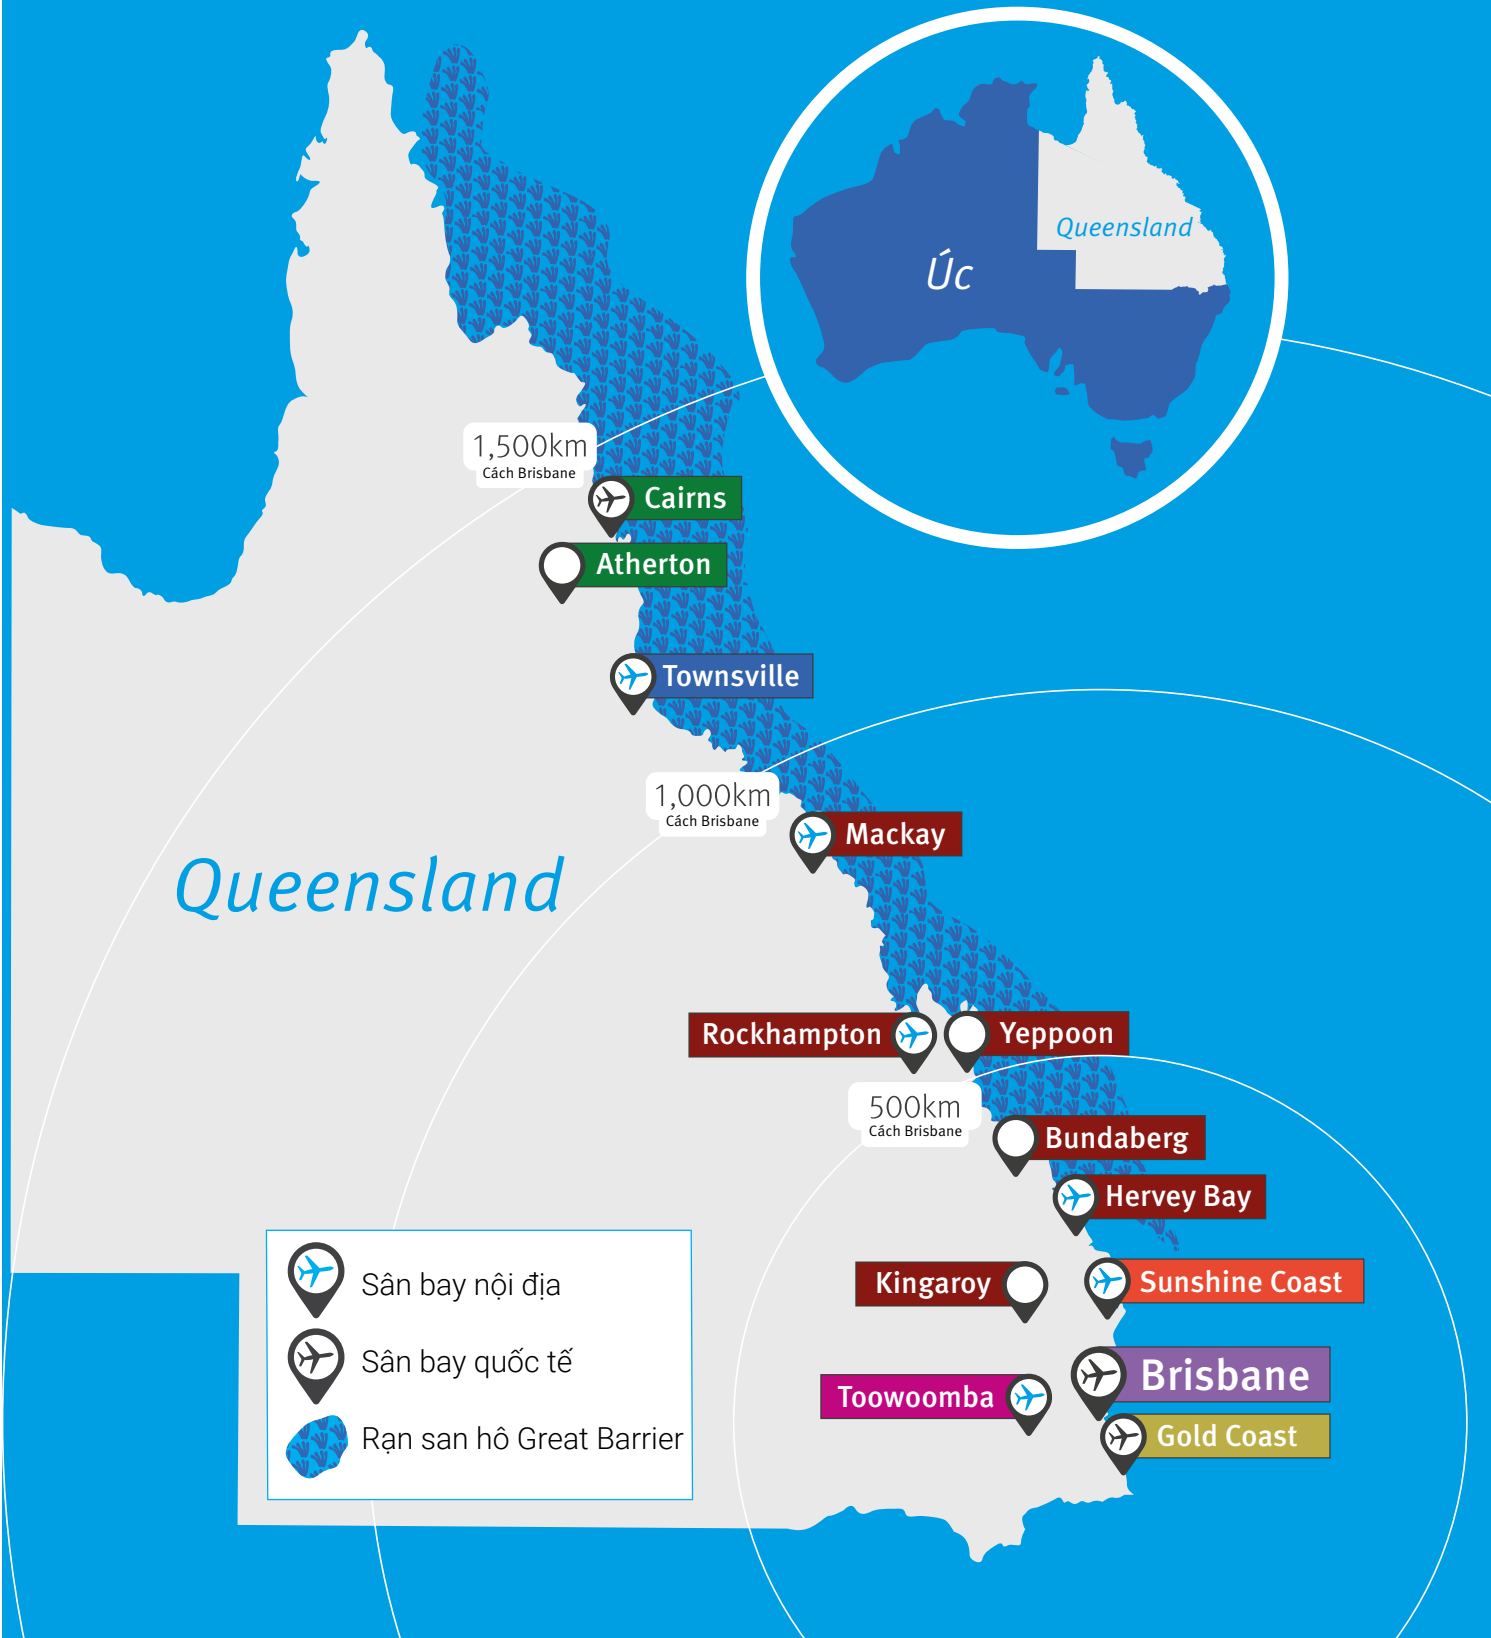 Queensland
Úc
1,500km
Cách Brisbane
Cairns
Atherton
Townsville
1,000km
Cách Brisbane
Mackay
Queensland
Rockhampton
Yeppoon
500km
Cách Brisbane
Bundaberg
Hervey Bay
Kingaroy
Sunshine Coast
Brisbane
Toowoomba
Gold Coast
Sân bay nội địa
Sân bay quốc tế
Rạn san hô Great Barrier